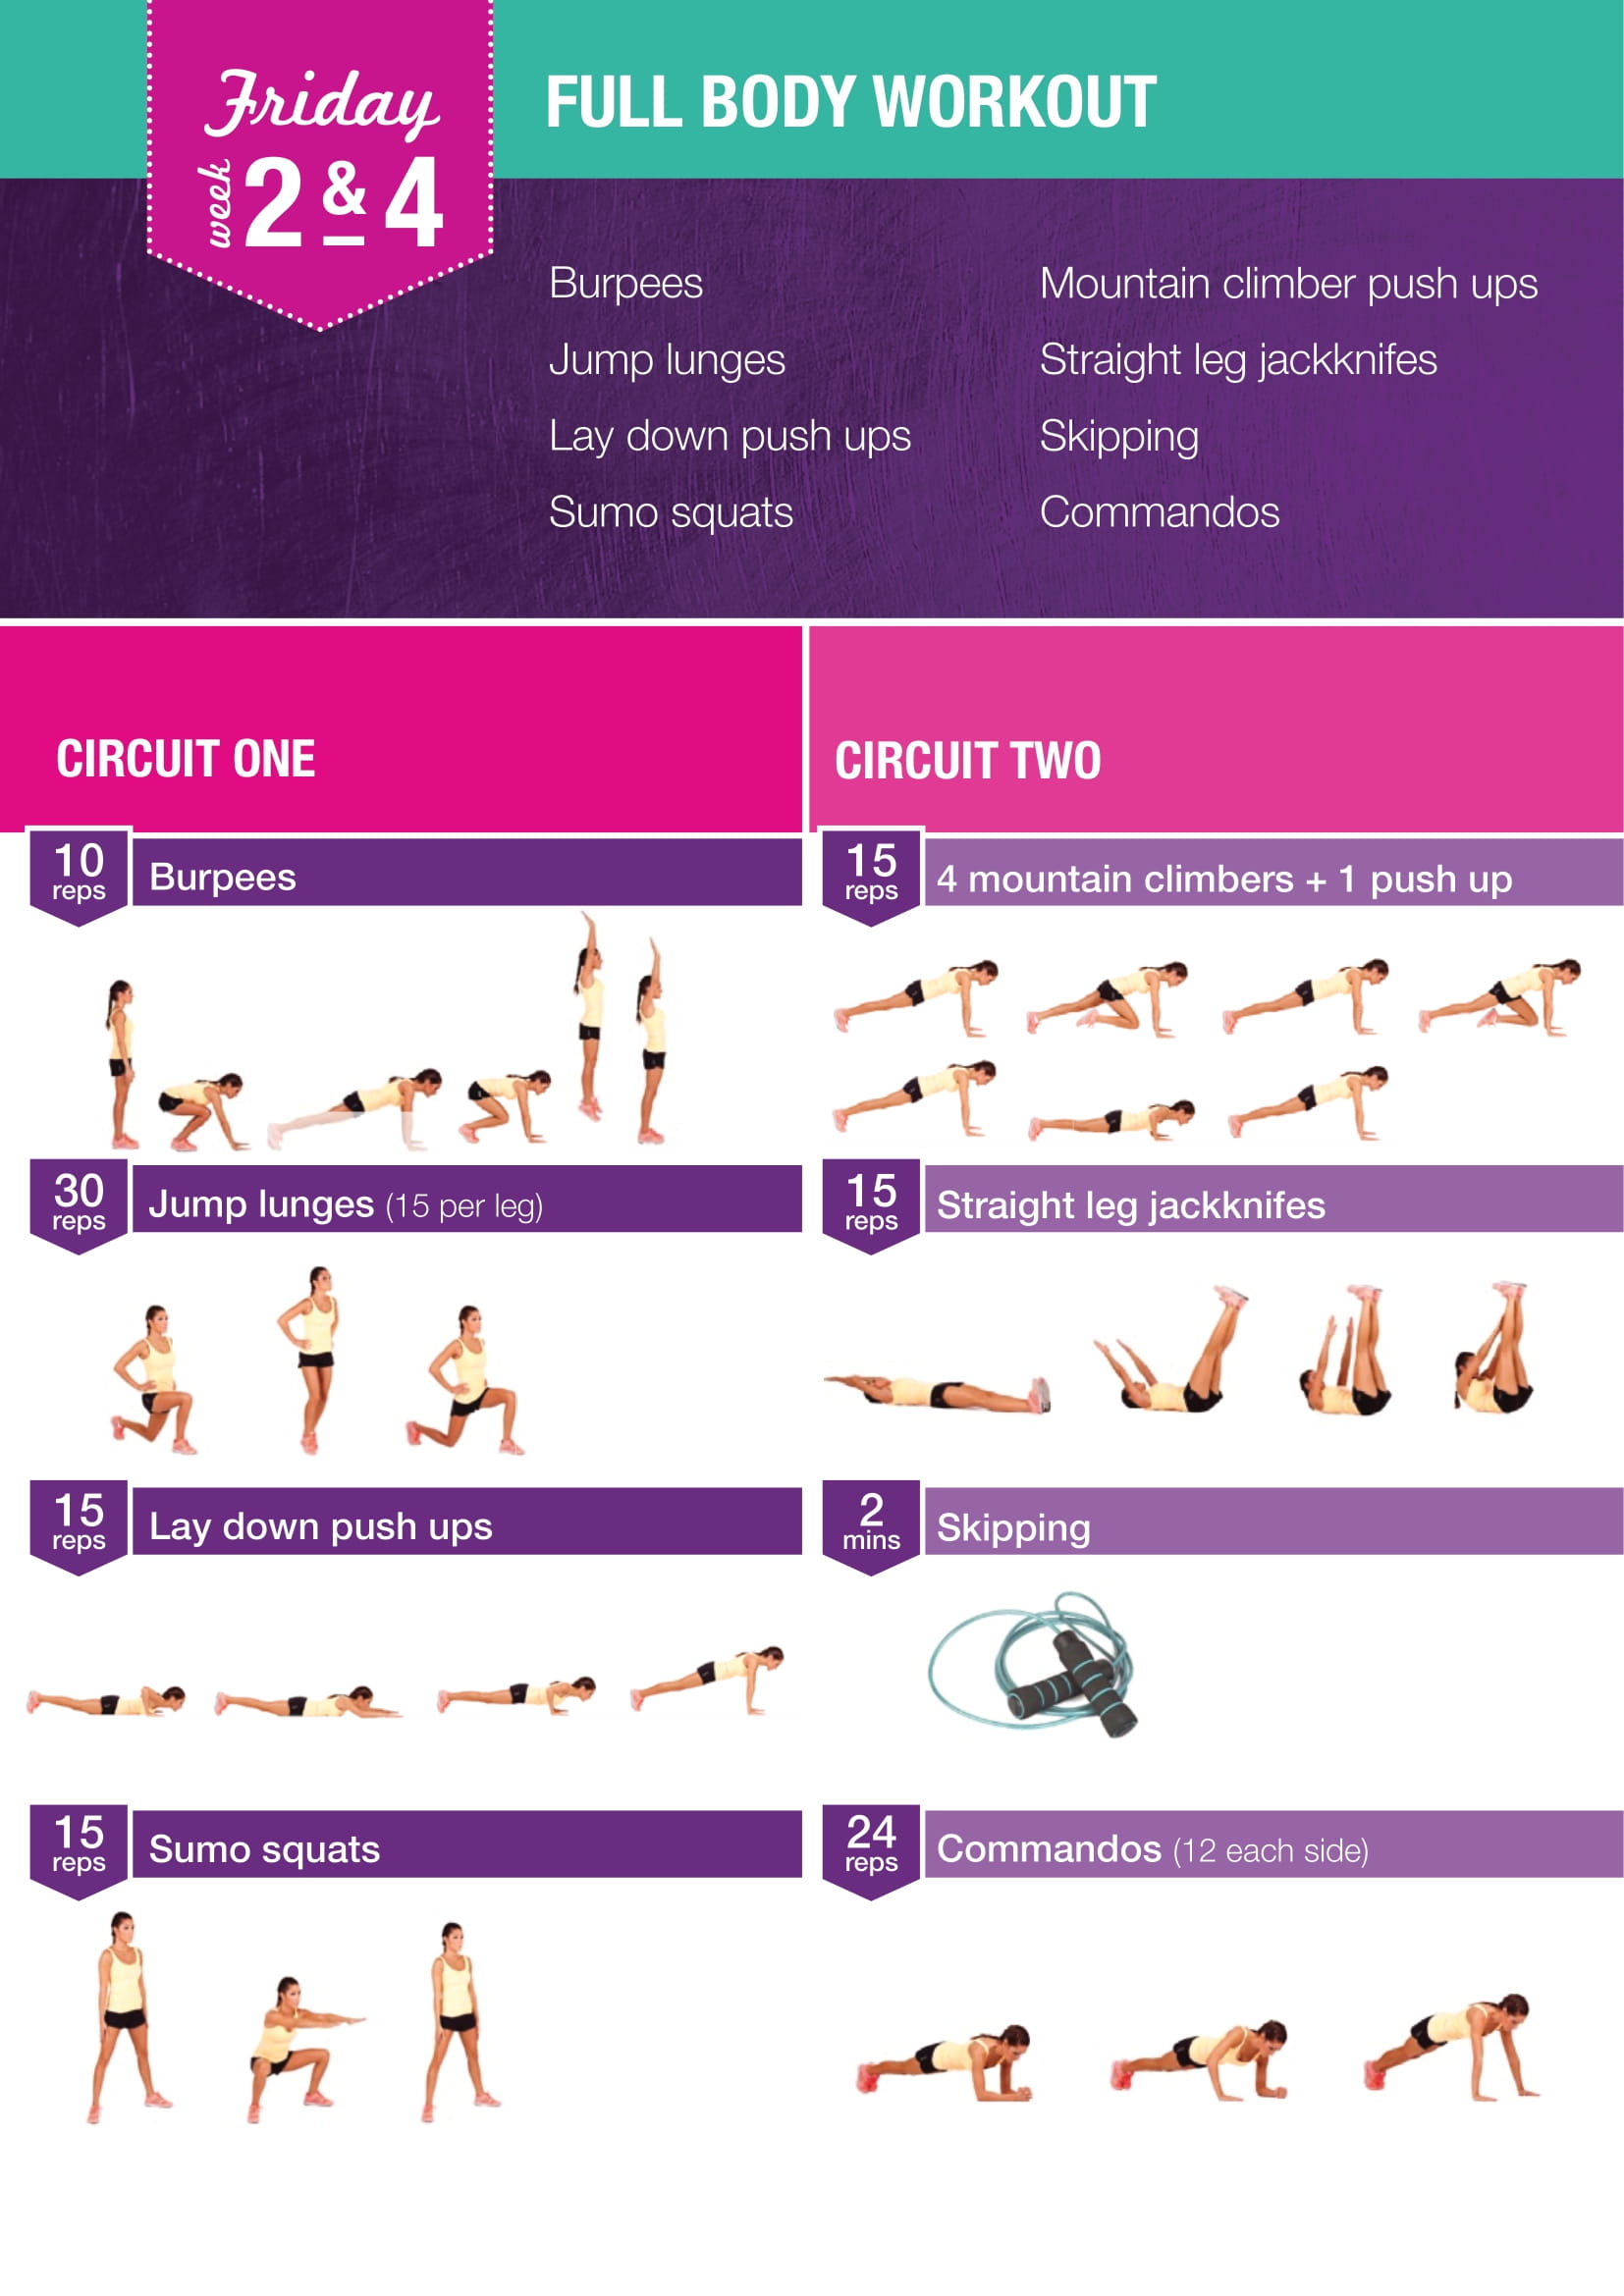 Friday
week 2 & 4
FULL BODY WORKOUT
Burpees
Jump lunges
Lay down push ups
Sumo squats
Mountain climber push ups
Straight leg jackknifes
Skipping
Commandos
CIRCUIT ONE
10 reps
Burpees
30 reps
Jump lunges (15 per leg)
15 reps
Lay down push ups
15 reps
Sumo squats
CIRCUIT TWO
15 reps
4 mountain climbers + 1 push up
15 reps
Straight leg jackknifes
2 mins
Skipping
24 reps
Commandos (12 each side)